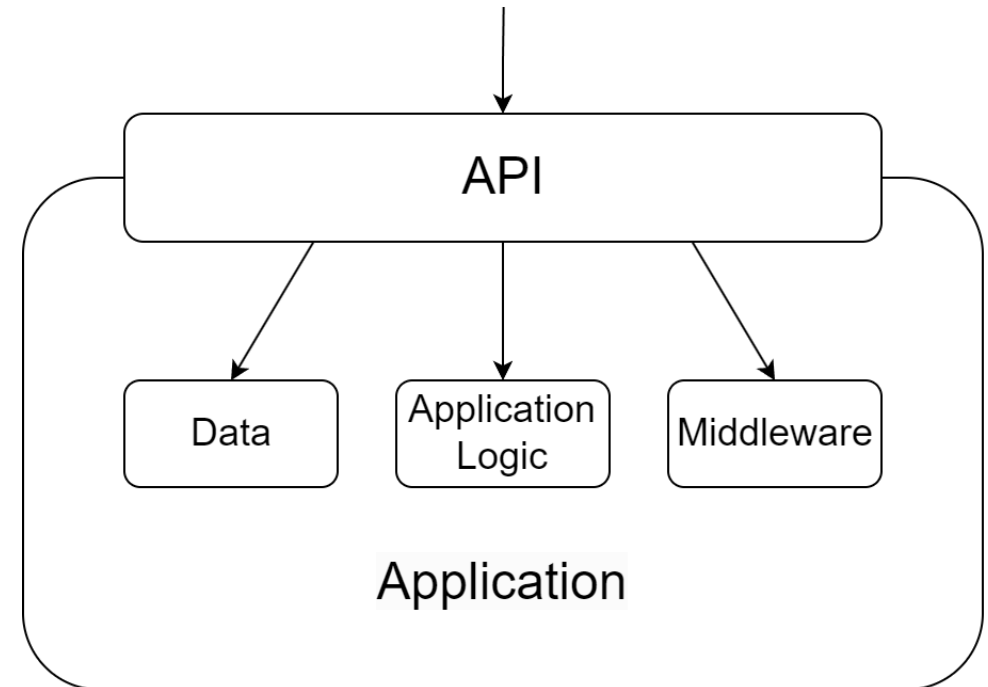 API
Data
Application
Logic
Middleware
Application